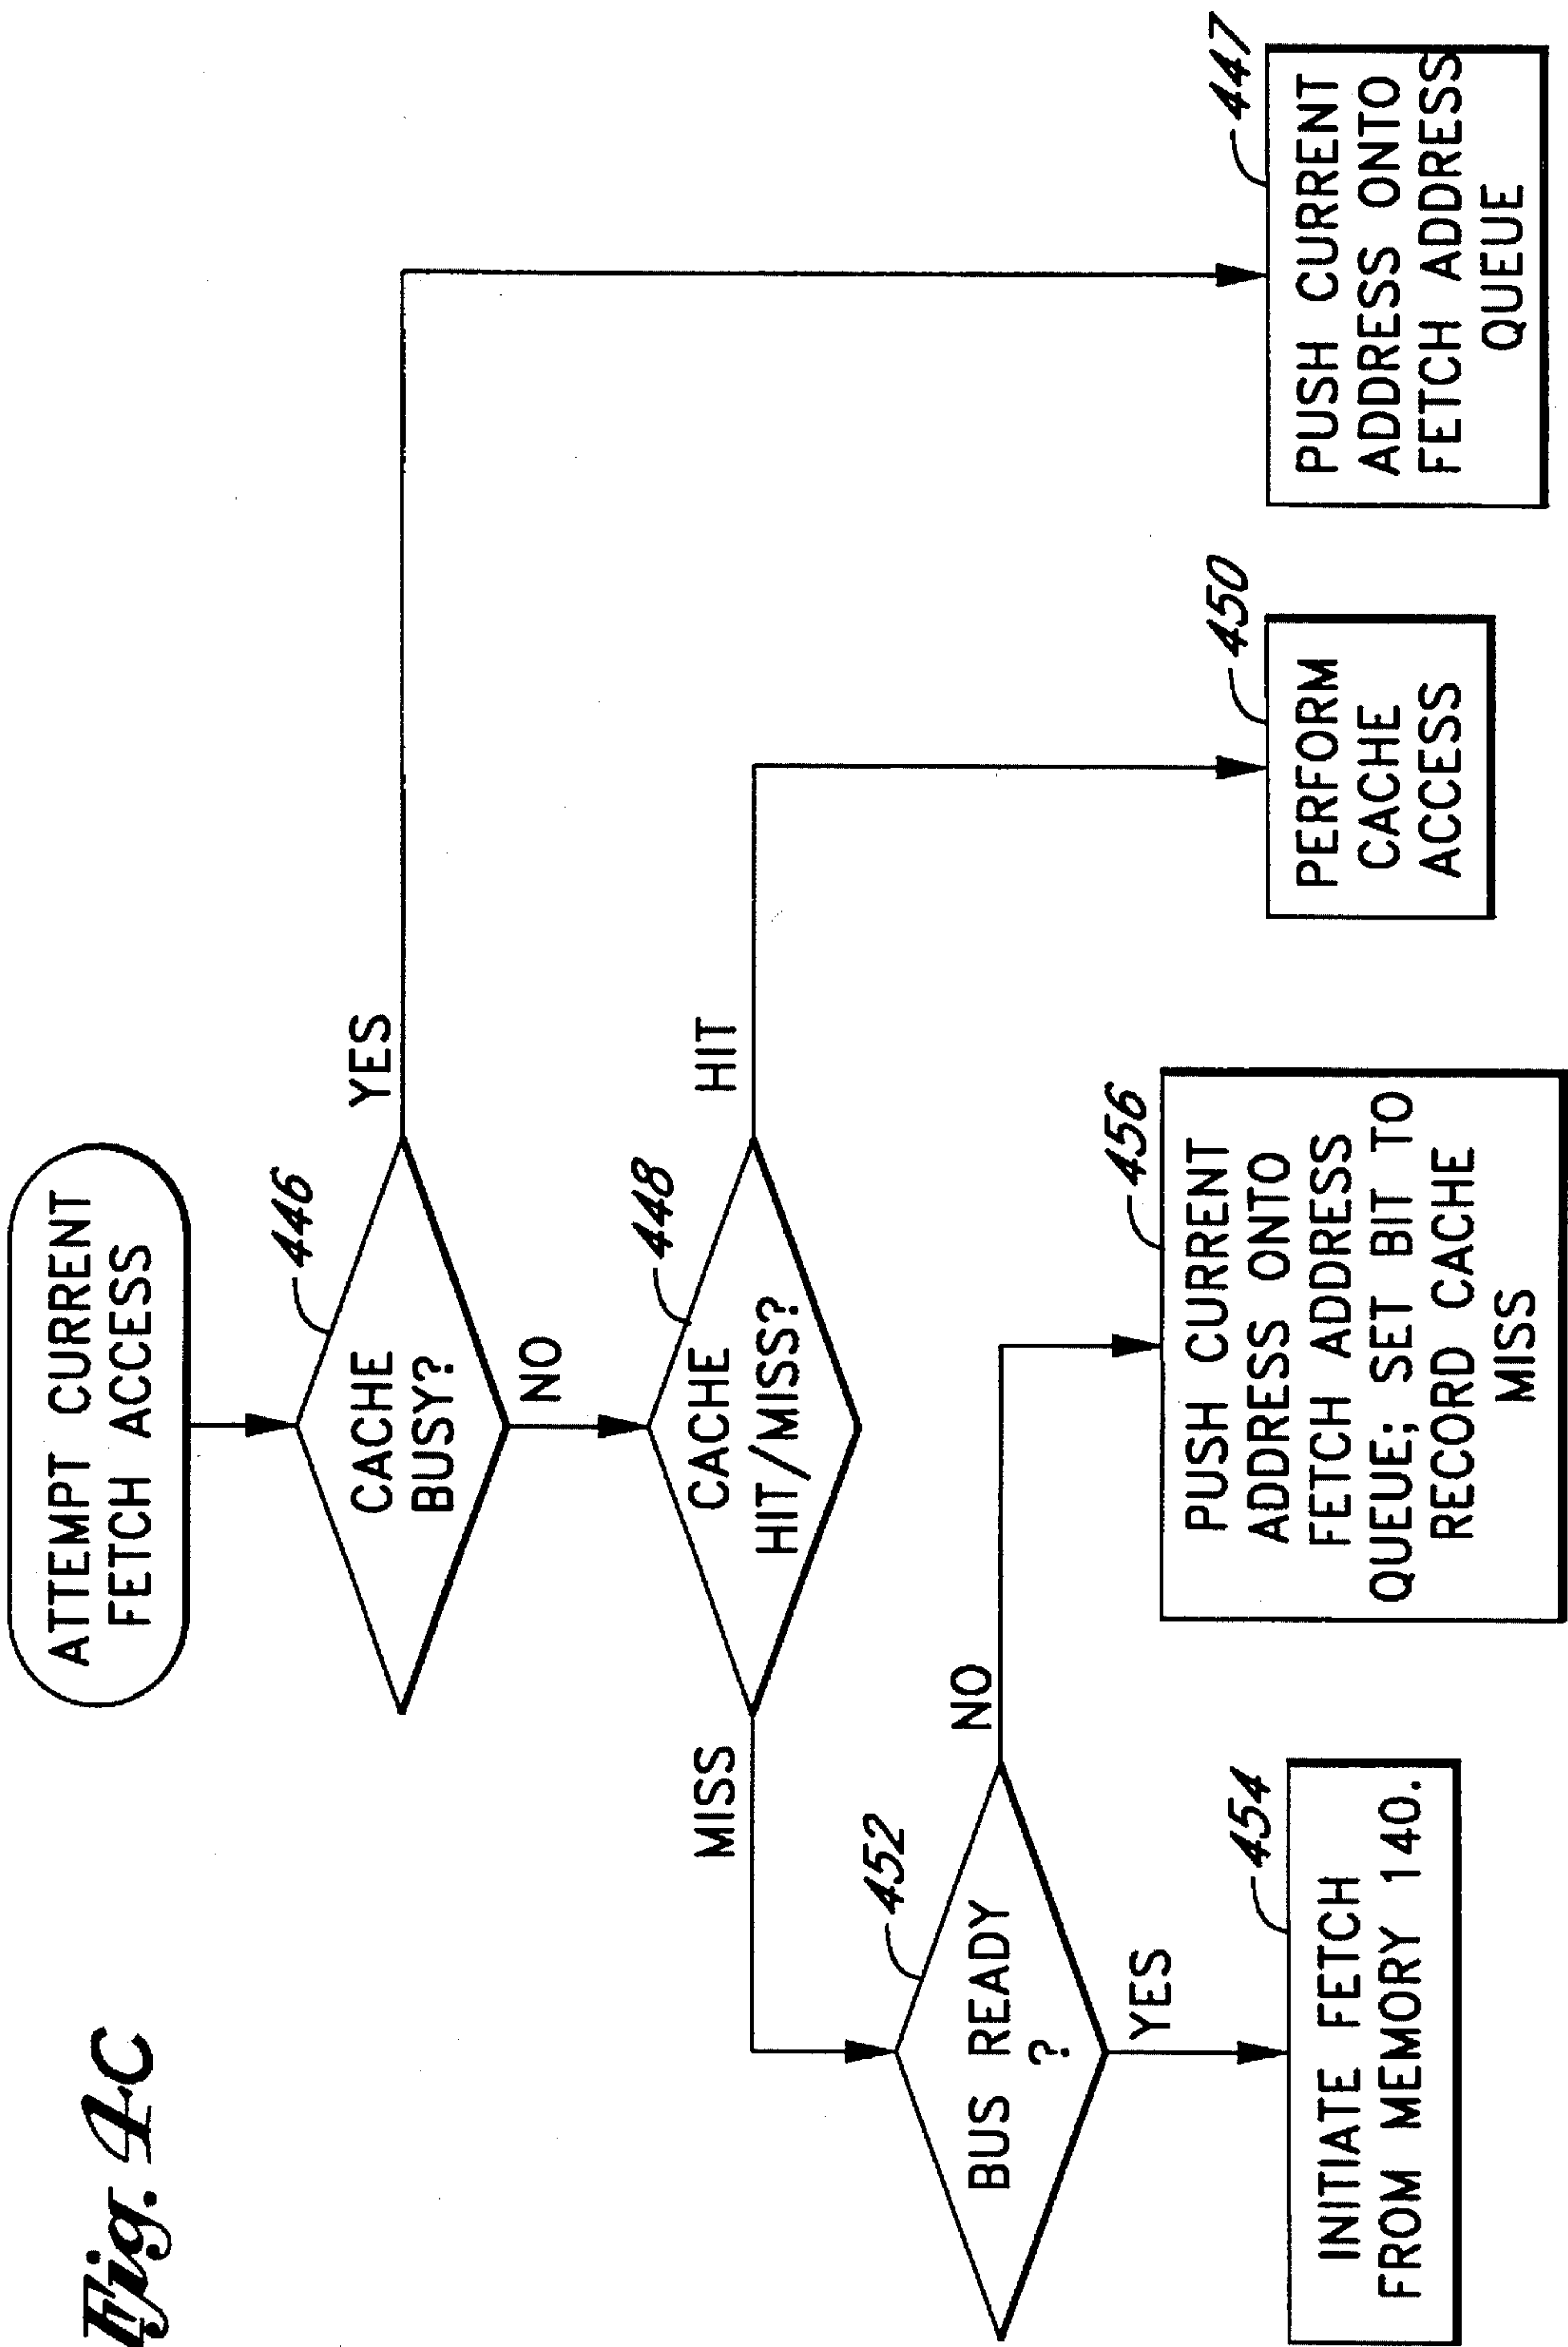 Fig. 4C
ATTEMPT CURRENT
FETCH ACCESS
446
CACHE
BUSY?
YES
NO
448
CACHE
HIT/MISS?
HIT
MISS
452
BUS READY
?
NO
YES
454
INITIATE FETCH
FROM MEMORY 140.
456
PUSH CURRENT
ADDRESS ONTO
FETCH ADDRESS
QUEUE; SET BIT TO
RECORD CACHE
MISS
450
PERFORM
CACHE
ACCESS
447
PUSH CURRENT
ADDRESS ONTO
FETCH ADDRESS
QUEUE